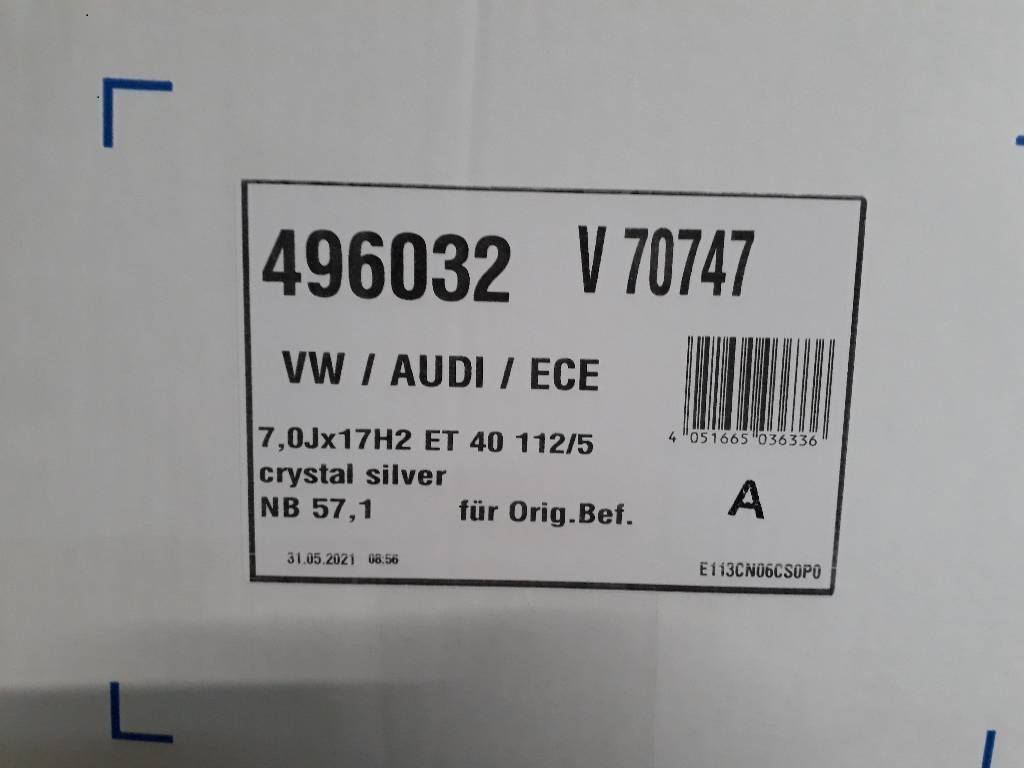 496032 V 70747
VW / AUDI / ECE
7,0Jx17H2 ET 40 112/5
crystal silver
NB 57,1 für Orig.Bef.
4 051665 036336
A
31.05.2021 08:56
E113CN06CS0P0